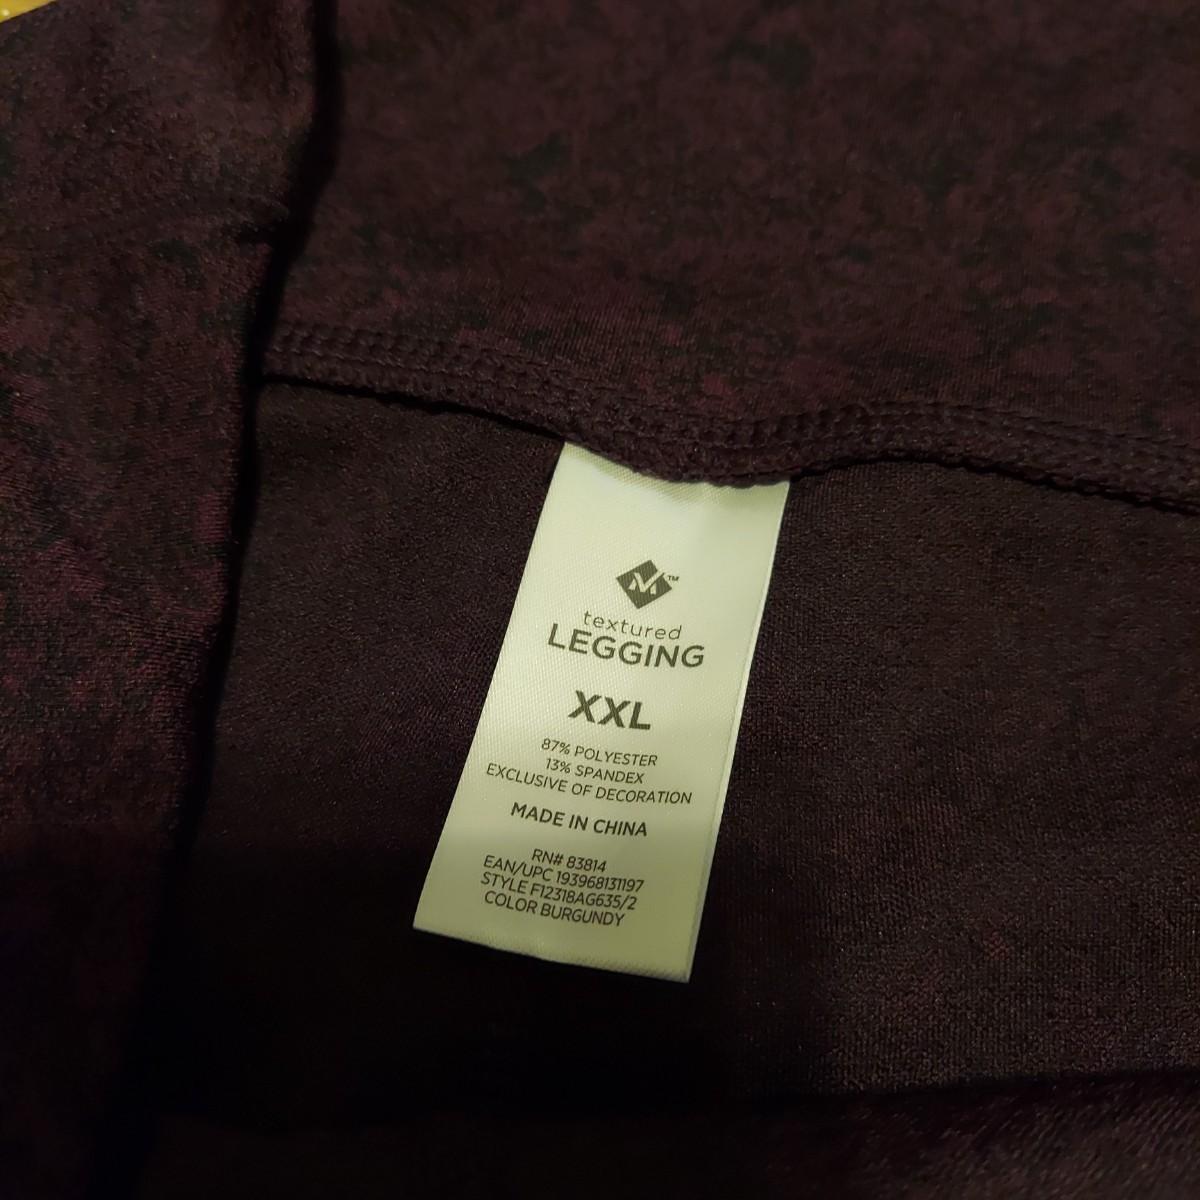 M™
textured
LEGGING
XXL
87% POLYESTER
13% SPANDEX
EXCLUSIVE OF DECORATION
MADE IN CHINA
RN# 83814
EAN/UPC 193968131197
STYLE F12318AG635/2
COLOR BURGUNDY